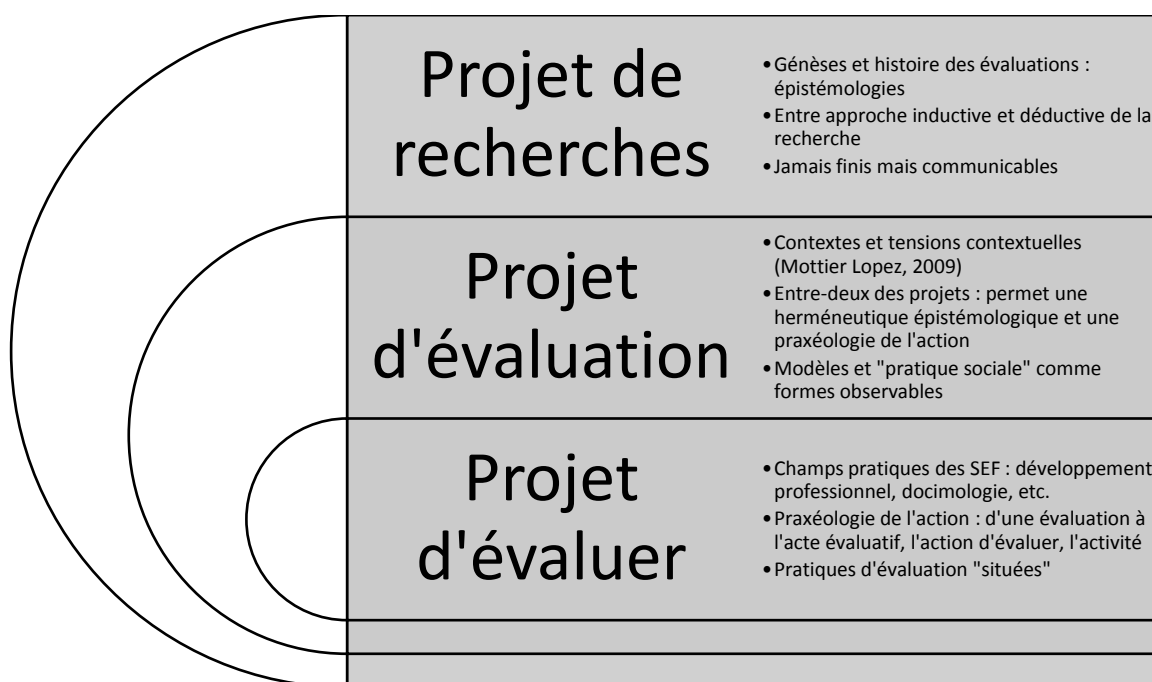 Projet de
recherches
•Génèses et histoire des évaluations :
épistémologies
•Entre approche inductive et déductive de la
recherche
•Jamais finis mais communicables
Projet
d'évaluation
•Contextes et tensions contextuelles
(Mottier Lopez, 2009)
•Entre-deux des projets : permet une
herméneutique épistémologique et une
praxéologie de l'action
•Modèles et "pratique sociale" comme
formes observables
Projet
d'évaluer
•Champs pratiques des SEF : développement
professionnel, docimologie, etc.
•Praxéologie de l'action : d'une évaluation à
l'acte évaluatif, l'action d'évaluer, l'activité
•Pratiques d'évaluation "situées"